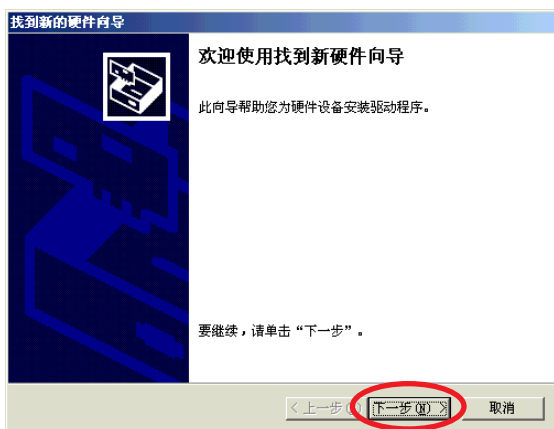 找到新的硬件向导
欢迎使用找到新硬件向导
此向导帮助您为硬件设备安装驱动程序。
要继续，请单击“下一步”。
<上一步 下一步(N) > 取消